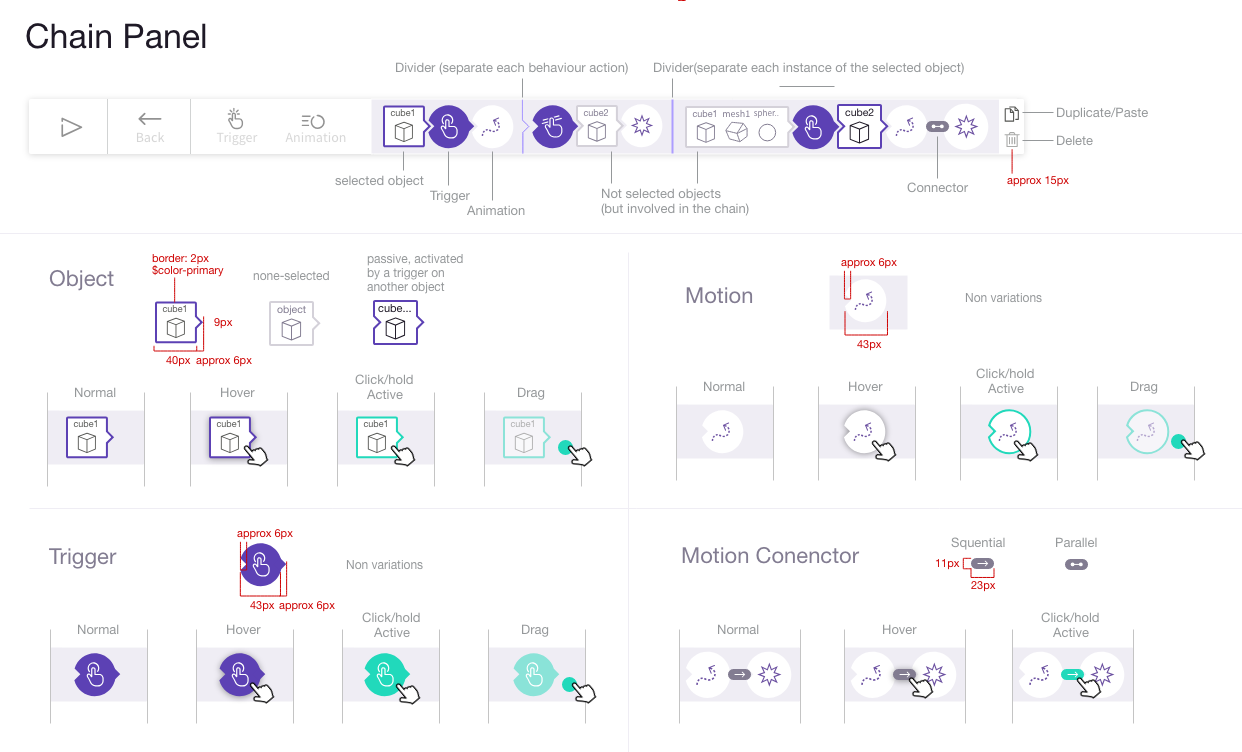 Chain Panel
Divider (separate each behaviour action)
Divider(separate each instance of the selected object)
Back
Trigger
Animation
cube1
cube2
cube1 mesh1 spher..
cube2
Duplicate/Paste
Delete
approx 15px
selected object
Trigger
Animation
Not selected objects
(but involved in the chain)
Connector
Object
border: 2px
$color-primary
cube1
9px
40px approx 6px
none-selected
object
passive, activated
by a trigger on
another object
cube...
Normal
cube1
Hover
cube1
Click/hold
Active
cube1
Drag
cube1
Motion
approx 6px
43px
Non variations
Normal
Hover
Click/hold
Active
Drag
Trigger
approx 6px
43px approx 6px
Non variations
Normal
Hover
Click/hold
Active
Drag
Motion Conenctor
Squential
11px
23px
Parallel
Normal
Hover
Click/hold
Active